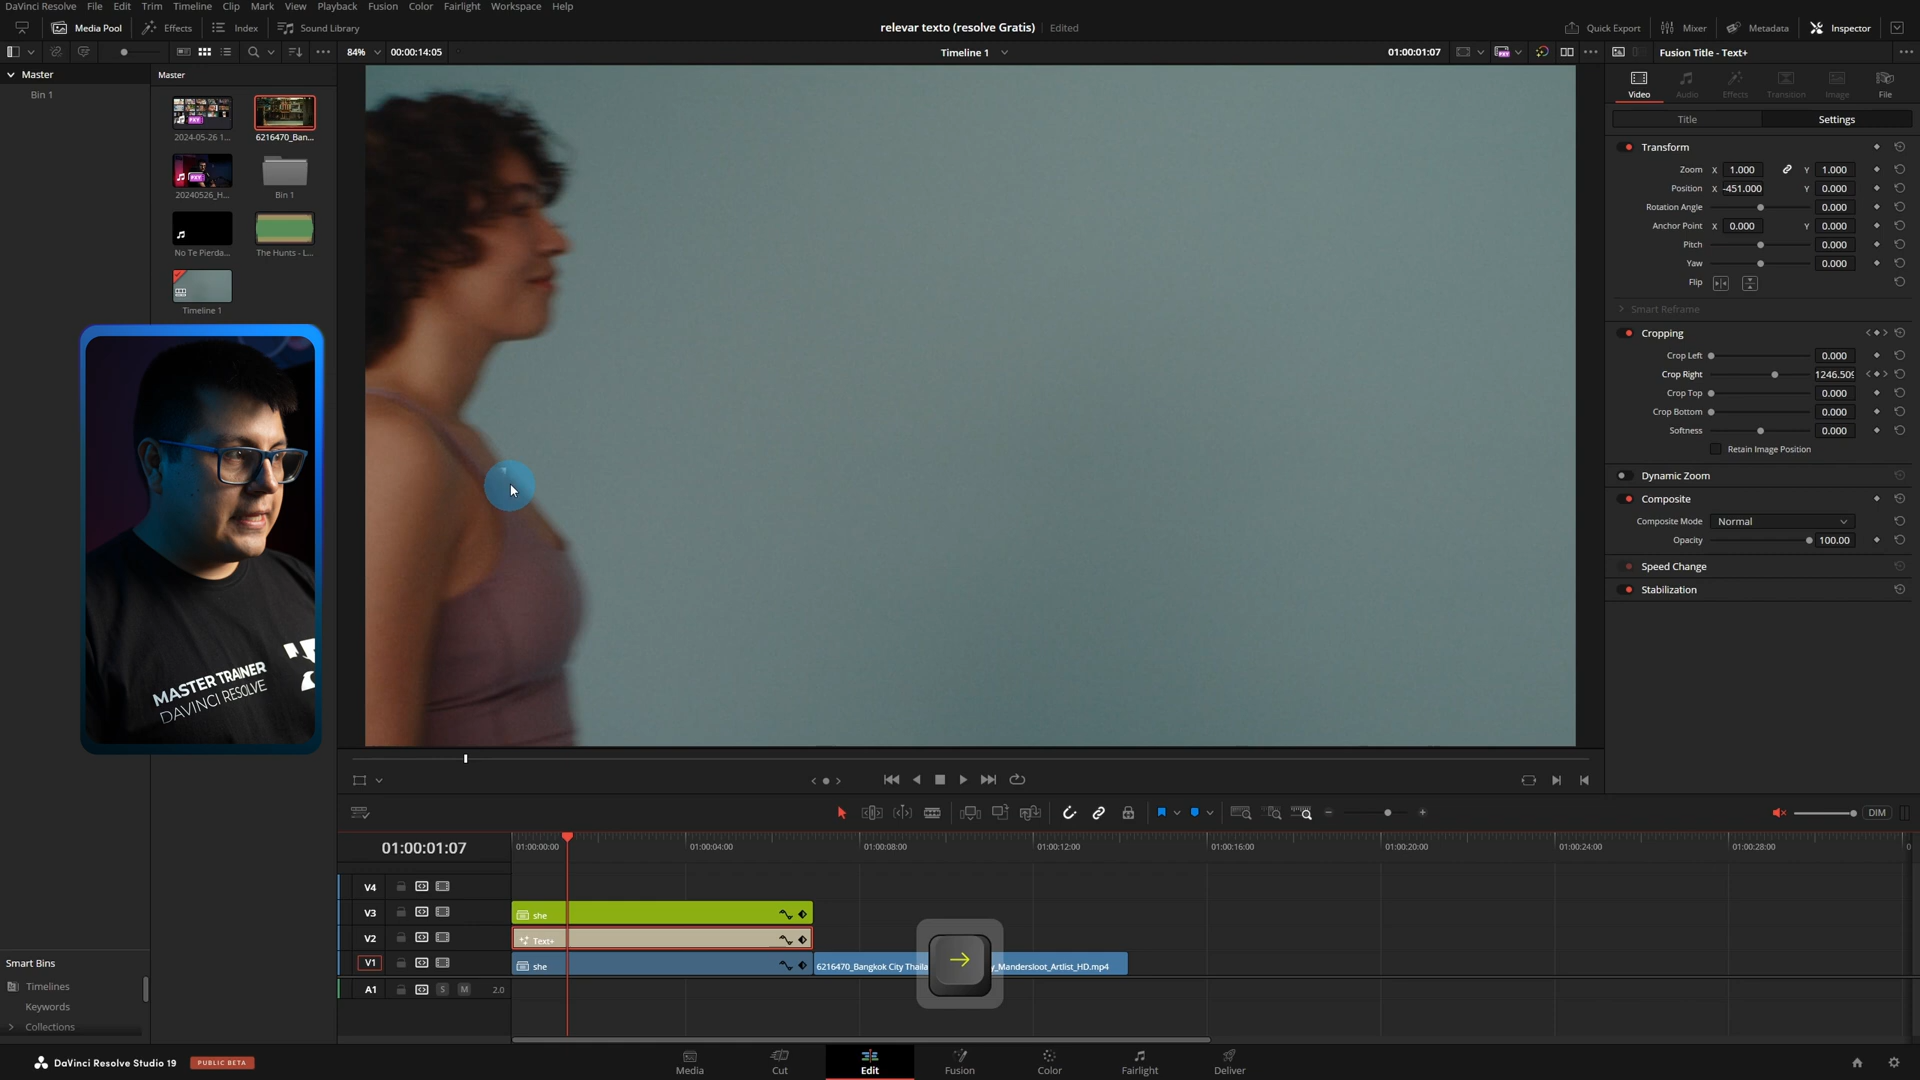 DaVinci Resolve File Edit Trim Timeline Clip Mark View Playback Fusion Color Fairlight Workspace Help
Media Pool Effects Index Sound Library relevar texto (resolve Gratis) Edited Quick Export Mixer Metadata Inspector
84% 00:00:14:05 Timeline 1 01:00:01:07 Fusion Title - Text+
Master
Bin 1
Master
2024-05-26 1...
6216470_Ban...
20240526_H...
Bin 1
No Te Pierda...
The Hunts - L...
Timeline 1
MASTER TRAINER
DAVINCI RESOLVE
Video Audio Effects Transition Image File
Title Settings
Transform
Zoom X 1.000 Y 1.000
Position X -451.000 Y 0.000
Rotation Angle 0.000
Anchor Point X 0.000 Y 0.000
Pitch 0.000
Yaw 0.000
Flip
Smart Reframe
Cropping
Crop Left 0.000
Crop Right 1246.509
Crop Top 0.000
Crop Bottom 0.000
Softness 0.000
Retain Image Position
Dynamic Zoom
Composite
Composite Mode Normal
Opacity 100.00
Speed Change
Stabilization
DIM
01:00:01:07
01:00:00:00 01:00:04:00 01:00:08:00 01:00:12:00 01:00:16:00 01:00:20:00 01:00:24:00 01:00:28:00
V4
V3 she
V2 Text+
V1 she 6216470_Bangkok City Thaila y_Mandersloot_Artlist_HD.mp4
A1 S M 2.0
Smart Bins
Timelines
Keywords
Collections
DaVinci Resolve Studio 19 PUBLIC BETA
Media Cut Edit Fusion Color Fairlight Deliver